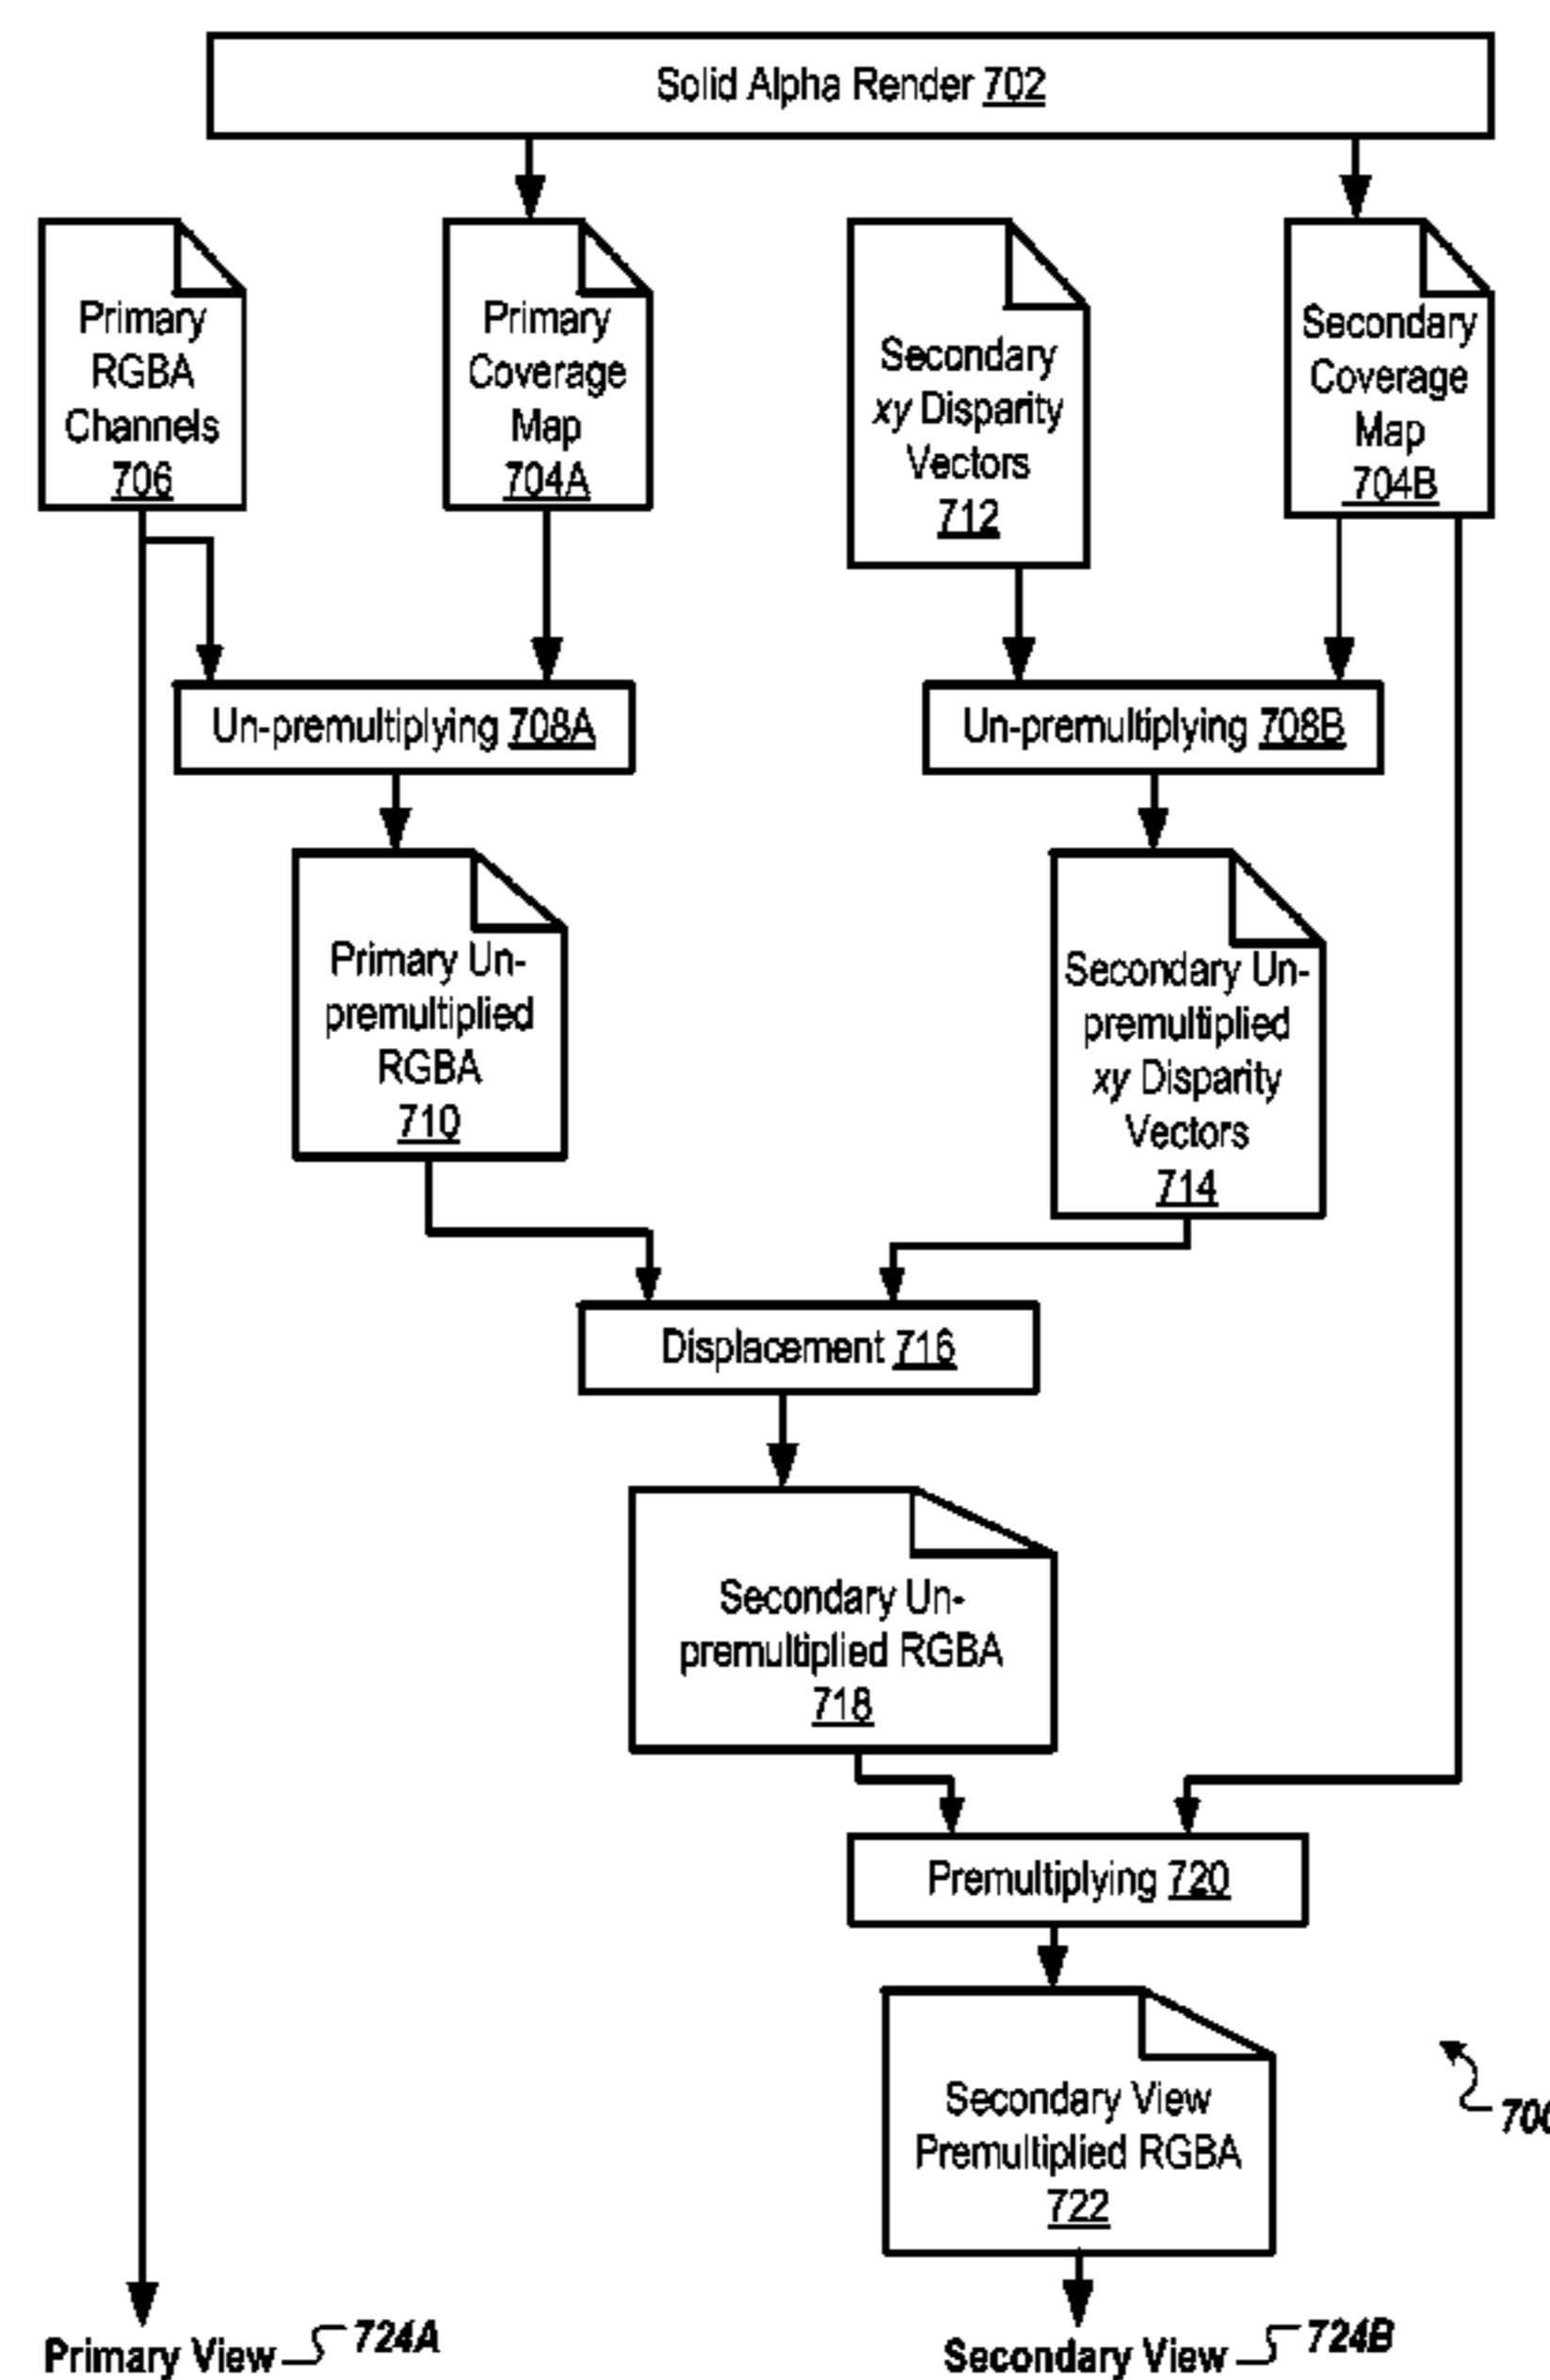 Solid Alpha Render 702
Primary
RGBA
Channels
706
Primary
Coverage
Map
704A
Secondary
xy Disparity
Vectors
712
Secondary
Coverage
Map
704B
Un-premultiplying 708A
Un-premultiplying 708B
Primary Un-
premultiplied
RGBA
710
Secondary Un-
premultiplied
xy Disparity
Vectors
714
Displacement 716
Secondary Un-
premultiplied RGBA
718
Premultiplying 720
Secondary View
Premultiplied RGBA
722
700
Primary View 724A
Secondary View 724B